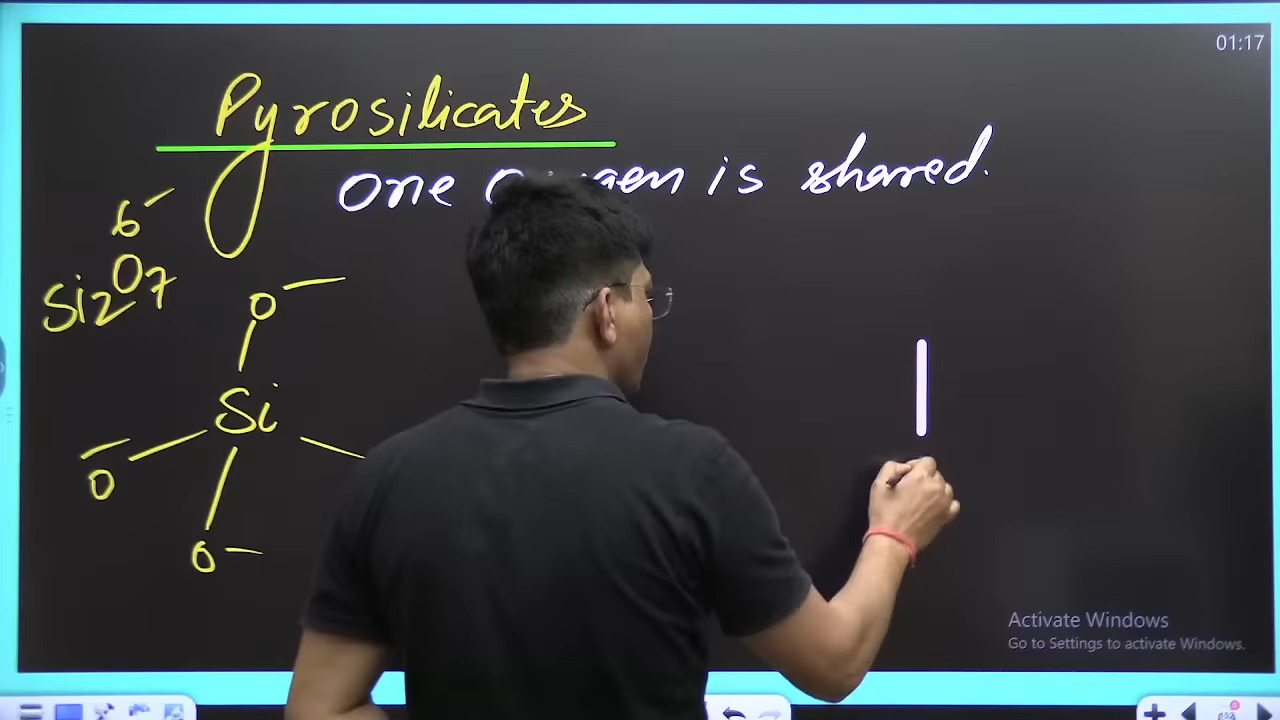 01:17
Pyrosilicates
one is shared.
6-
Si2O7
O-
Si
O-
O-
Activate Windows
Go to Settings to activate Windows.